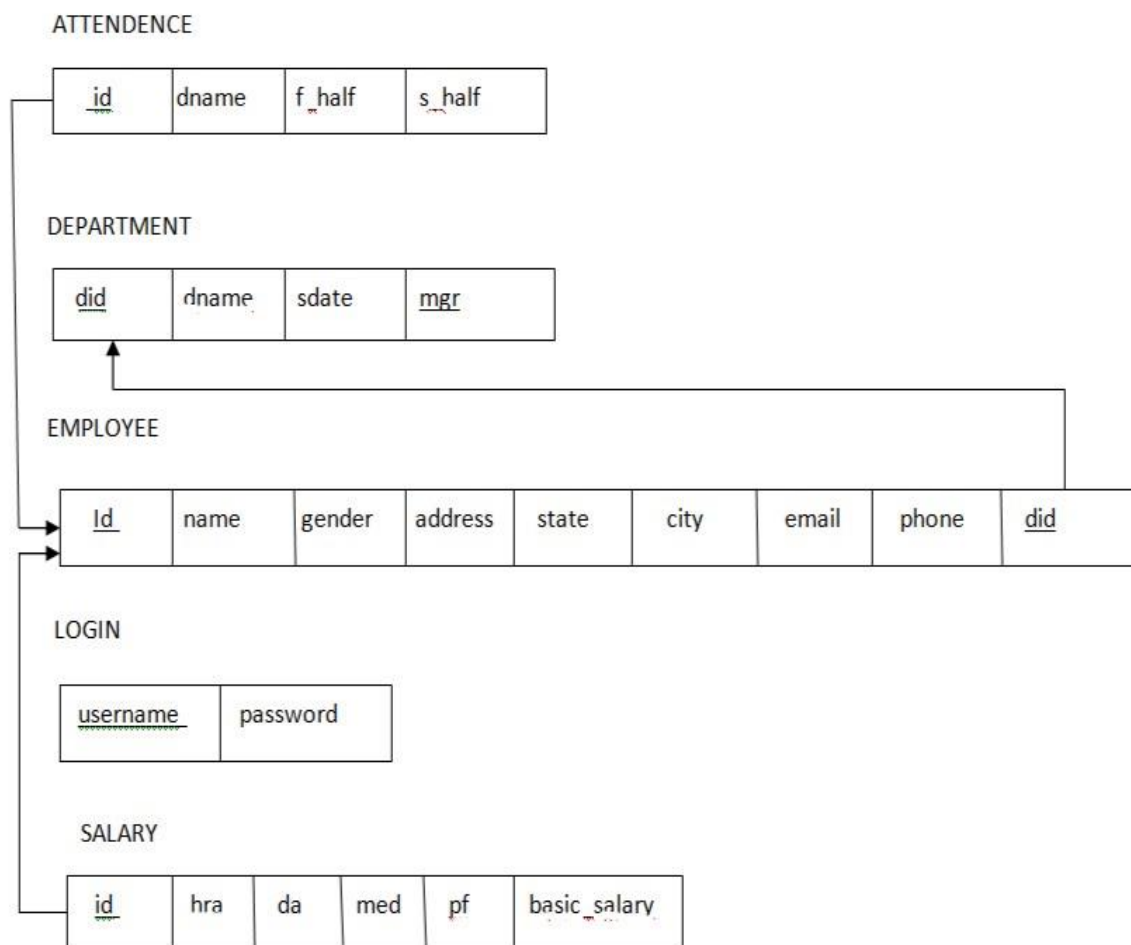 ATTENDENCE
id dname f_half s_half
DEPARTMENT
did dname sdate mgr
EMPLOYEE
Id name gender address state city email phone did
LOGIN
username password
SALARY
id hra da med pf basic_salary